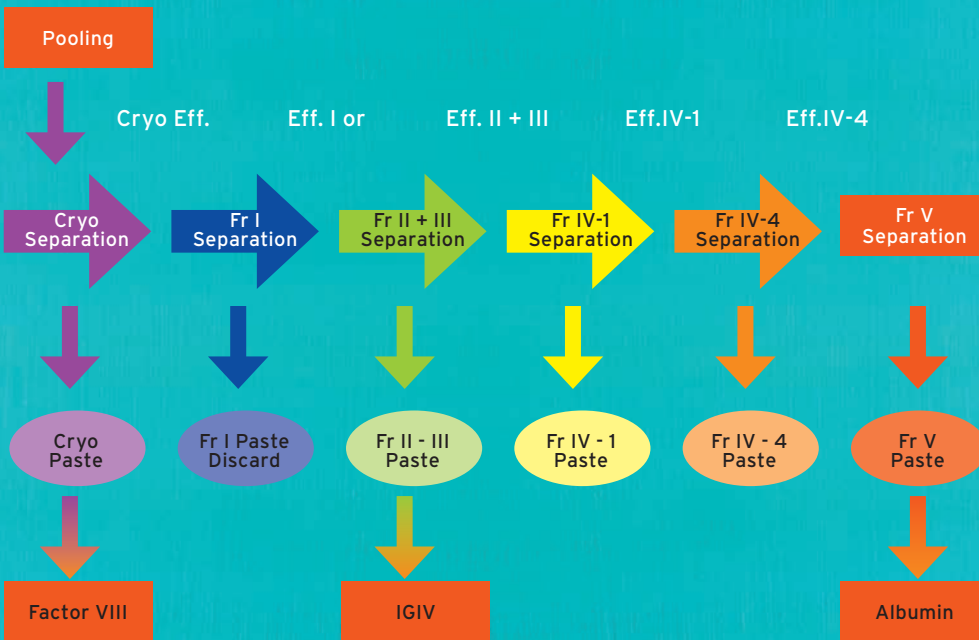 Pooling
Cryo Eff.
Eff. I or
Eff. II + III
Eff.IV-1
Eff.IV-4
Cryo
Separation
Fr I
Separation
Fr II + III
Separation
Fr IV-1
Separation
Fr IV-4
Separation
Fr V
Separation
Cryo
Paste
Fr I Paste
Discard
Fr II - III
Paste
Fr IV - 1
Paste
Fr IV - 4
Paste
Fr V
Paste
Factor VIII
IGIV
Albumin